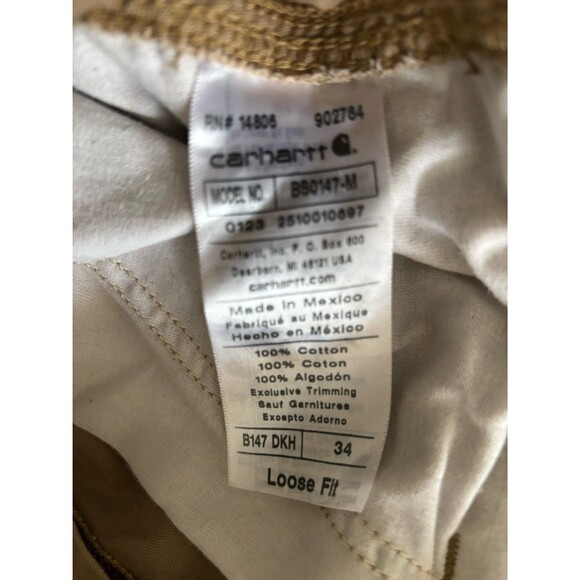 RN# 14806 902784
carhartt
MODEL NO. BS0147-M
0123 2510010697
Carhartt, Inc. P. O. Box 600
Dearborn, MI 48121 USA
carhartt.com
Made in Mexico
Fabriqué au Mexique
Hecho en México
100% Cotton
100% Coton
100% Algodón
Exclusive Trimming
Sauf Garnitures
Excepto Adorno
B147 DKH 34
Loose Fit